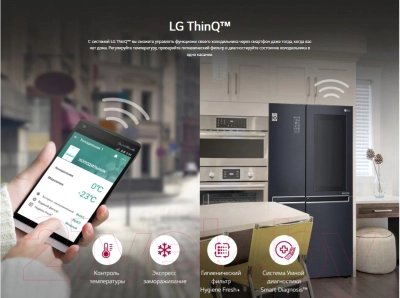 LG ThinQ™
С системой LG ThinQ™ вы сможете управлять функциями своего холодильника через смартфон даже тогда, когда вас
нет дома. Регулируйте температуру, проверяйте гигиенический фильтр и диагностируйте состояние холодильника в
одно касание.
ХОЛОДИЛЬНИК
0°C
-23°C
LG
Контроль
температуры
Экспресс
замораживание
Гигиенический
фильтр
Hygiene Fresh+
Система Умной
диагностики
Smart Diagnosis™